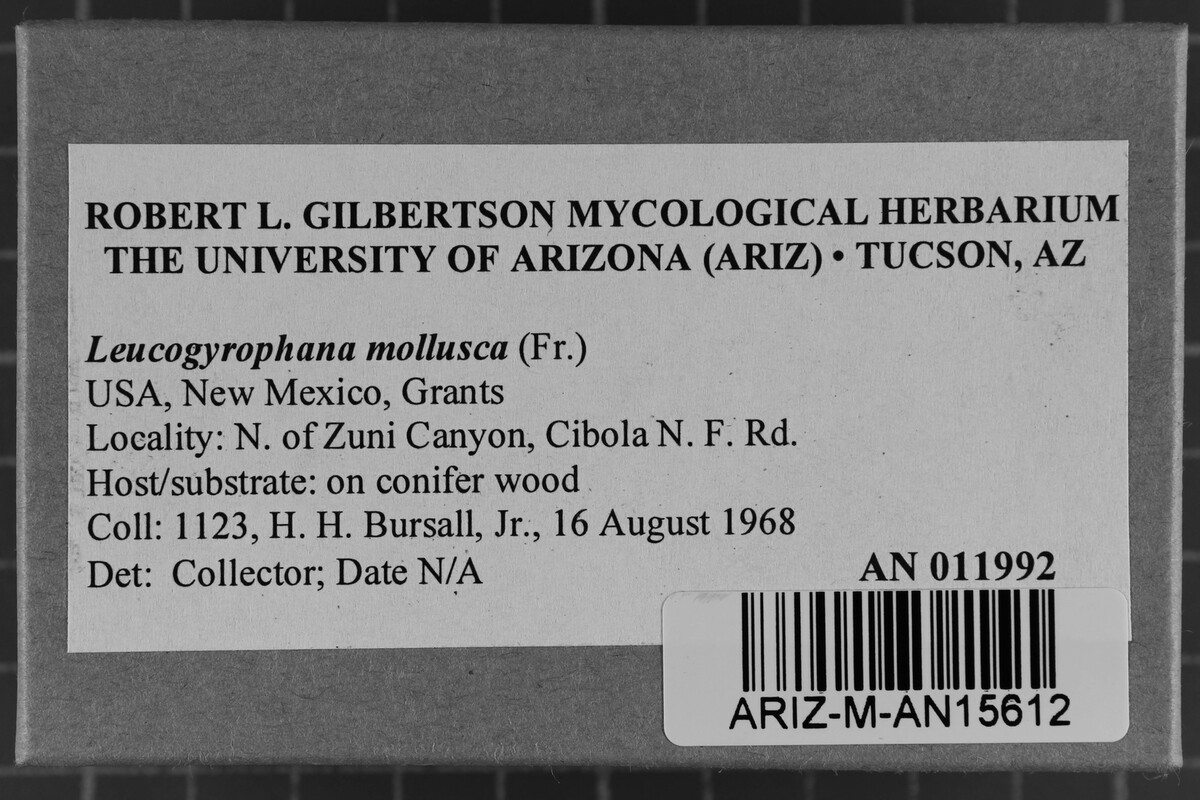 ROBERT L. GILBERTSON MYCOLOGICAL HERBARIUM
THE UNIVERSITY OF ARIZONA (ARIZ) • TUCSON, AZ
Leucogyrophana mollusca (Fr.)
USA, New Mexico, Grants
Locality: N. of Zuni Canyon, Cibola N. F. Rd.
Host/substrate: on conifer wood
Coll: 1123, H. H. Bursall, Jr., 16 August 1968
Det: Collector; Date N/A
AN 011992
ARIZ-M-AN15612